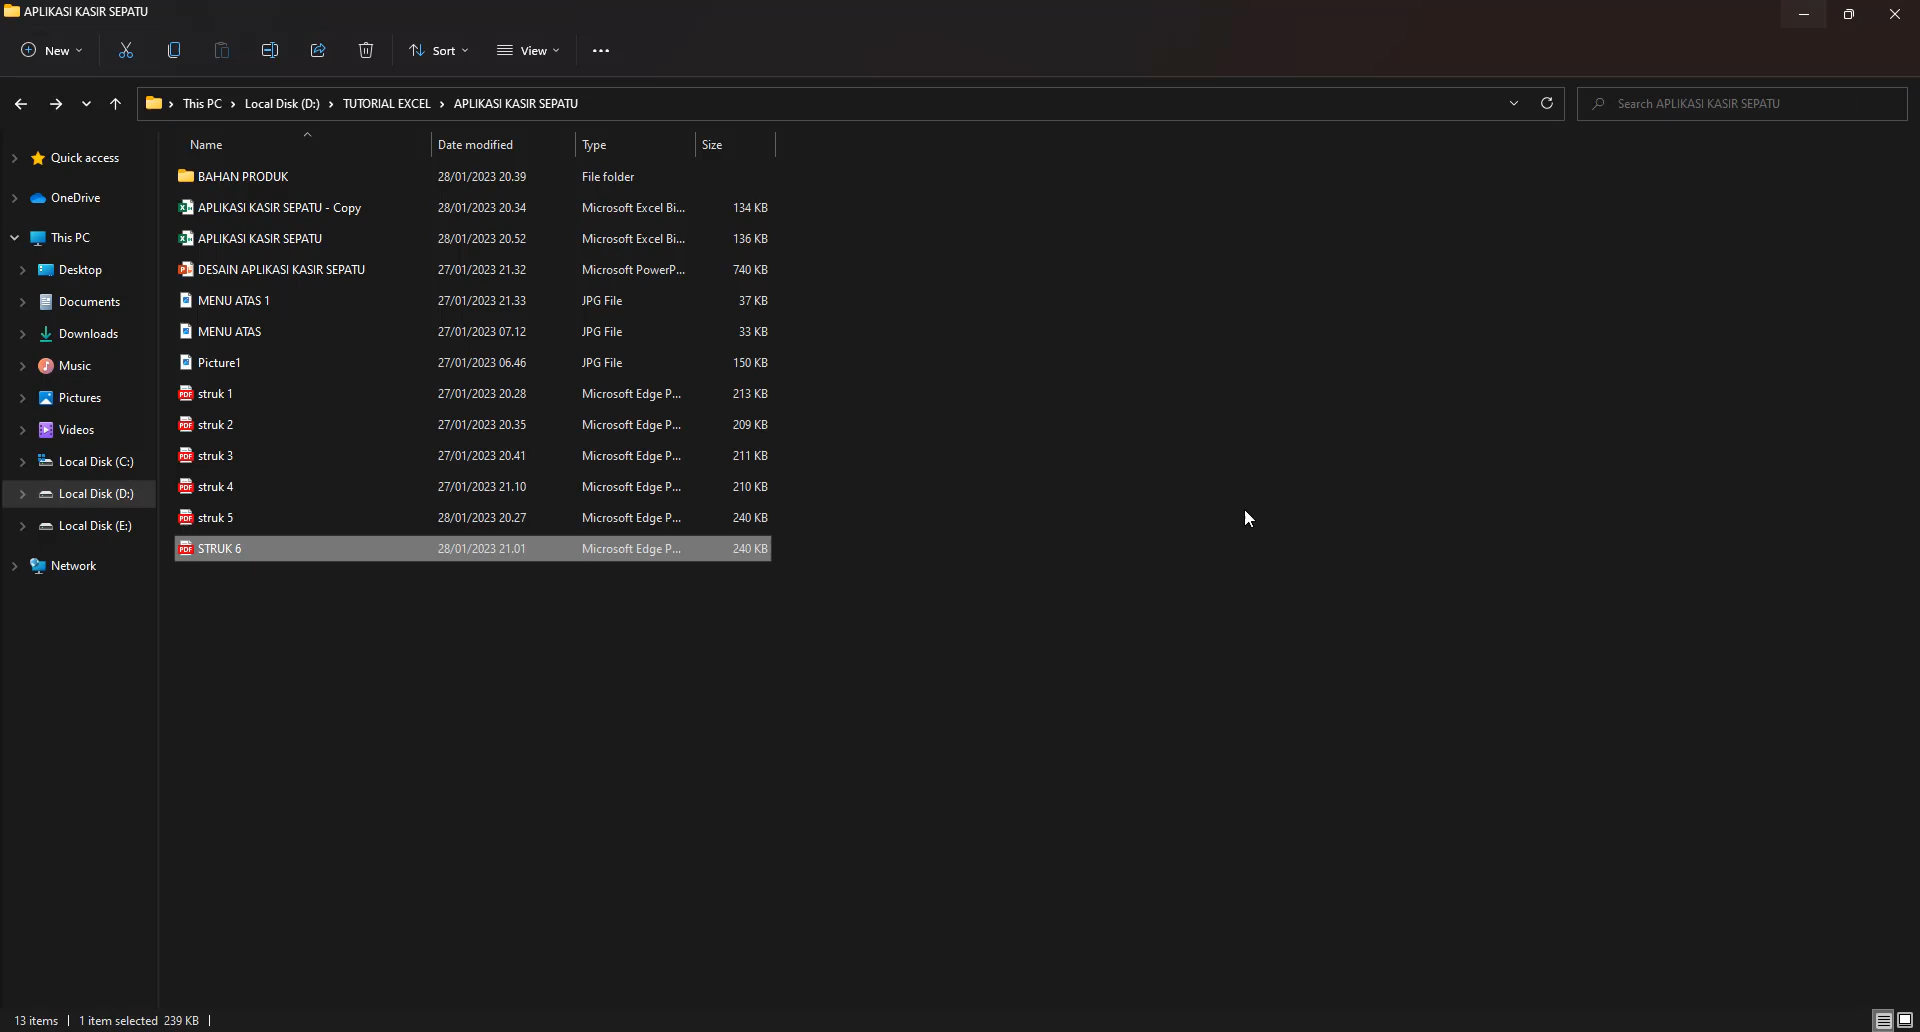 APLIKASI KASIR SEPATU
New Sort View
This PC Local Disk (D:) TUTORIAL EXCEL APLIKASI KASIR SEPATU Search APLIKASI KASIR SEPATU
Quick access
OneDrive
This PC
Desktop
Documents
Downloads
Music
Pictures
Videos
Local Disk (C:)
Local Disk (D:)
Local Disk (E:)
Network
Name Date modified Type Size
BAHAN PRODUK 28/01/2023 20.39 File folder
APLIKASI KASIR SEPATU - Copy 28/01/2023 20.34 Microsoft Excel Bi... 134 KB
APLIKASI KASIR SEPATU 28/01/2023 20.52 Microsoft Excel Bi... 136 KB
DESAIN APLIKASI KASIR SEPATU 27/01/2023 21.32 Microsoft PowerP... 740 KB
MENU ATAS 1 27/01/2023 21.33 JPG File 37 KB
MENU ATAS 27/01/2023 07.12 JPG File 33 KB
Picture1 27/01/2023 06.46 JPG File 150 KB
PDF struk 1 27/01/2023 20.28 Microsoft Edge P... 213 KB
PDF struk 2 27/01/2023 20.35 Microsoft Edge P... 209 KB
PDF struk 3 27/01/2023 20.41 Microsoft Edge P... 211 KB
PDF struk 4 27/01/2023 21.10 Microsoft Edge P... 210 KB
PDF struk 5 28/01/2023 20.27 Microsoft Edge P... 240 KB
PDF STRUK 6 28/01/2023 21.01 Microsoft Edge P... 240 KB
13 items 1 item selected 239 KB